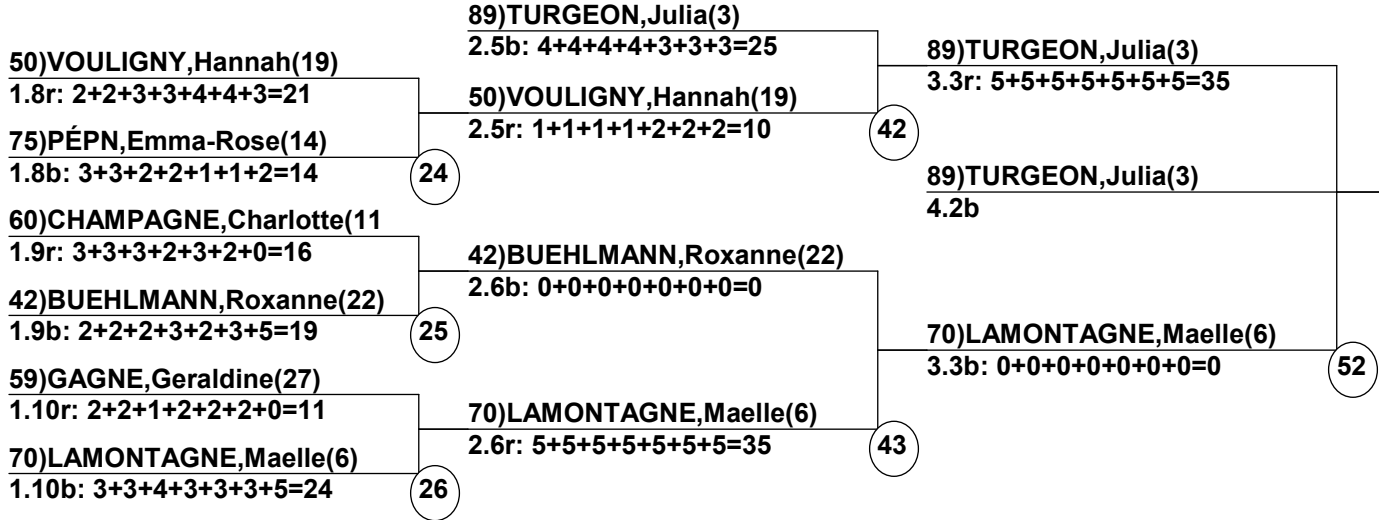 50)VOULIGNY,Hannah(19)
1.8r: 2+2+3+3+4+4+3=21
75)PÉPN,Emma-Rose(14)
1.8b: 3+3+2+2+1+1+2=14
24
60)CHAMPAGNE,Charlotte(11
1.9r: 3+3+3+2+3+2+0=16
42)BUEHLMANN,Roxanne(22)
1.9b: 2+2+2+3+2+3+5=19
25
59)GAGNE,Geraldine(27)
1.10r: 2+2+1+2+2+2+0=11
70)LAMONTAGNE,Maelle(6)
1.10b: 3+3+4+3+3+3+5=24
26
89)TURGEON,Julia(3)
2.5b: 4+4+4+4+3+3+3=25
50)VOULIGNY,Hannah(19)
2.5r: 1+1+1+1+2+2+2=10
42
42)BUEHLMANN,Roxanne(22)
2.6b: 0+0+0+0+0+0+0=0
70)LAMONTAGNE,Maelle(6)
2.6r: 5+5+5+5+5+5+5=35
43
89)TURGEON,Julia(3)
3.3r: 5+5+5+5+5+5+5=35
89)TURGEON,Julia(3)
4.2b
70)LAMONTAGNE,Maelle(6)
3.3b: 0+0+0+0+0+0+0=0
52